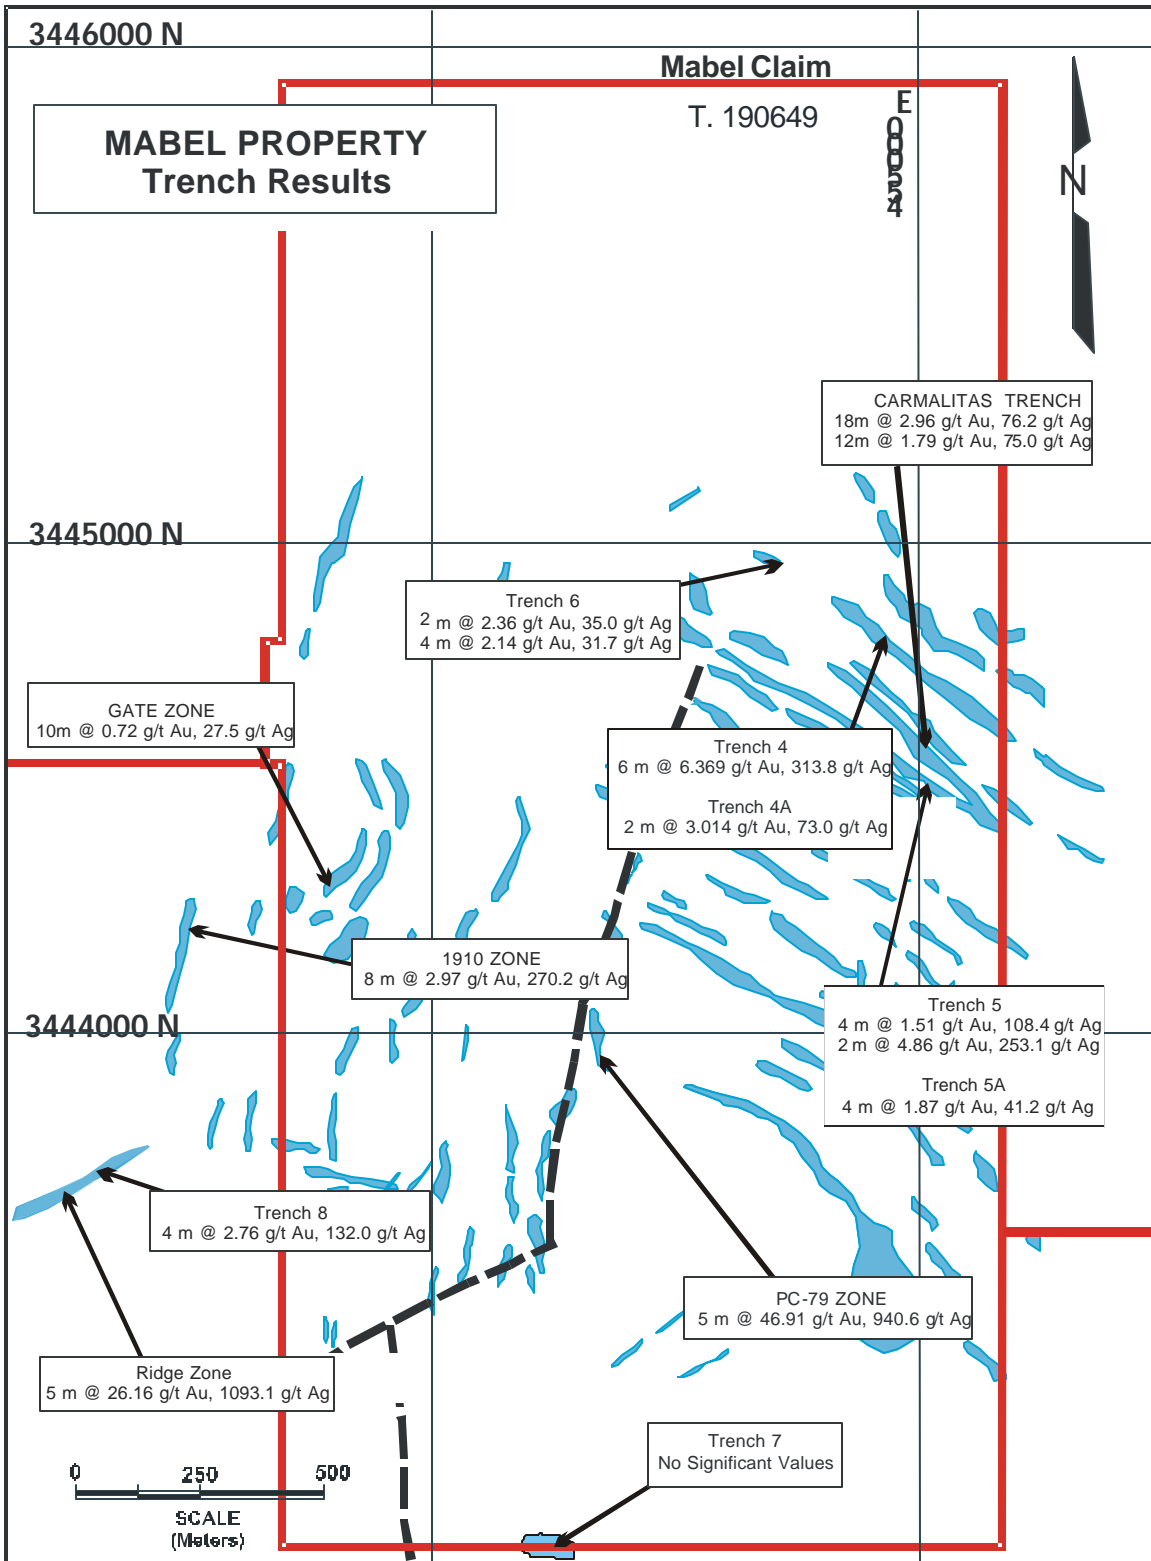 3446000 N
Mabel Claim
T. 190649
MABEL PROPERTY
Trench Results
545000 E
N
CARMALITAS TRENCH
18m @ 2.96 g/t Au, 76.2 g/t Ag
12m @ 1.79 g/t Au, 75.0 g/t Ag
3445000 N
Trench 6
2 m @ 2.36 g/t Au, 35.0 g/t Ag
4 m @ 2.14 g/t Au, 31.7 g/t Ag
GATE ZONE
10m @ 0.72 g/t Au, 27.5 g/t Ag
Trench 4
6 m @ 6.369 g/t Au, 313.8 g/t Ag
Trench 4A
2 m @ 3.014 g/t Au, 73.0 g/t Ag
1910 ZONE
8 m @ 2.97 g/t Au, 270.2 g/t Ag
3444000 N
Trench 5
4 m @ 1.51 g/t Au, 108.4 g/t Ag
2 m @ 4.86 g/t Au, 253.1 g/t Ag
Trench 5A
4 m @ 1.87 g/t Au, 41.2 g/t Ag
Trench 8
4 m @ 2.76 g/t Au, 132.0 g/t Ag
PC-79 ZONE
5 m @ 46.91 g/t Au, 940.6 g/t Ag
Ridge Zone
5 m @ 26.16 g/t Au, 1093.1 g/t Ag
Trench 7
No Significant Values
0 250 500
SCALE
(Meters)